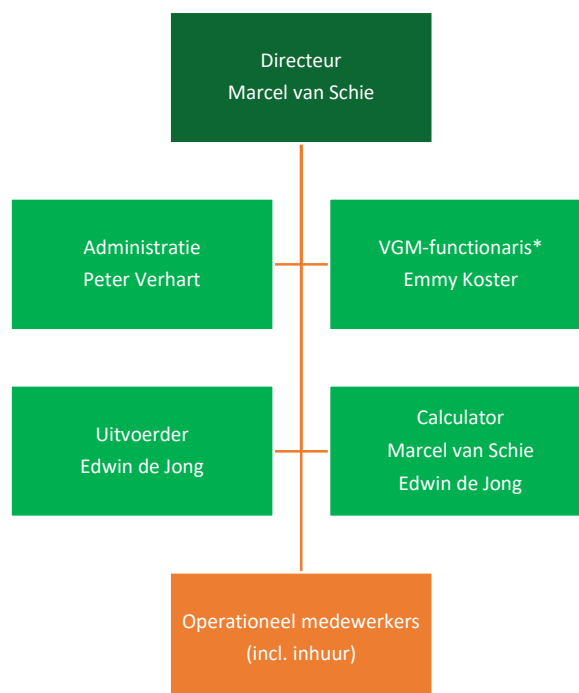 Directeur
Marcel van Schie
Administratie
Peter Verhart
VGM-functionaris*
Emmy Koster
Uitvoerder
Edwin de Jong
Calculator
Marcel van Schie
Edwin de Jong
Operationeel medewerkers
(incl. inhuur)